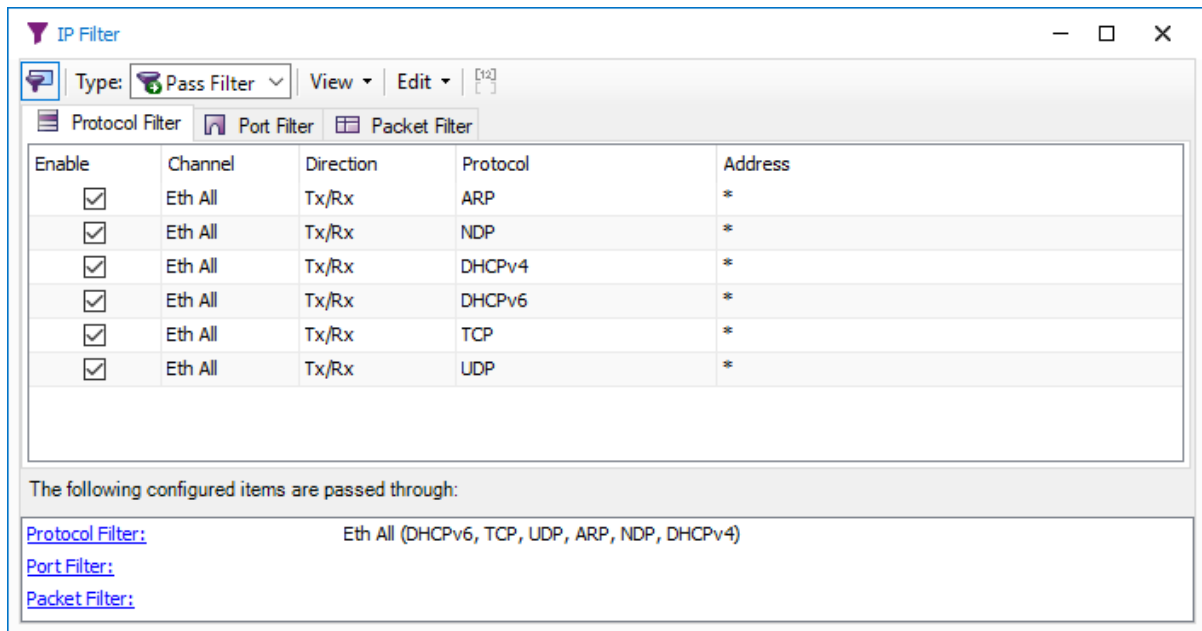 IP Filter
Type: Pass Filter View Edit [12]
Protocol Filter Port Filter Packet Filter
Enable Channel Direction Protocol Address
Eth All Tx/Rx ARP *
Eth All Tx/Rx NDP *
Eth All Tx/Rx DHCPv4 *
Eth All Tx/Rx DHCPv6 *
Eth All Tx/Rx TCP *
Eth All Tx/Rx UDP *
The following configured items are passed through:
Protocol Filter: Eth All (DHCPv6, TCP, UDP, ARP, NDP, DHCPv4)
Port Filter:
Packet Filter: